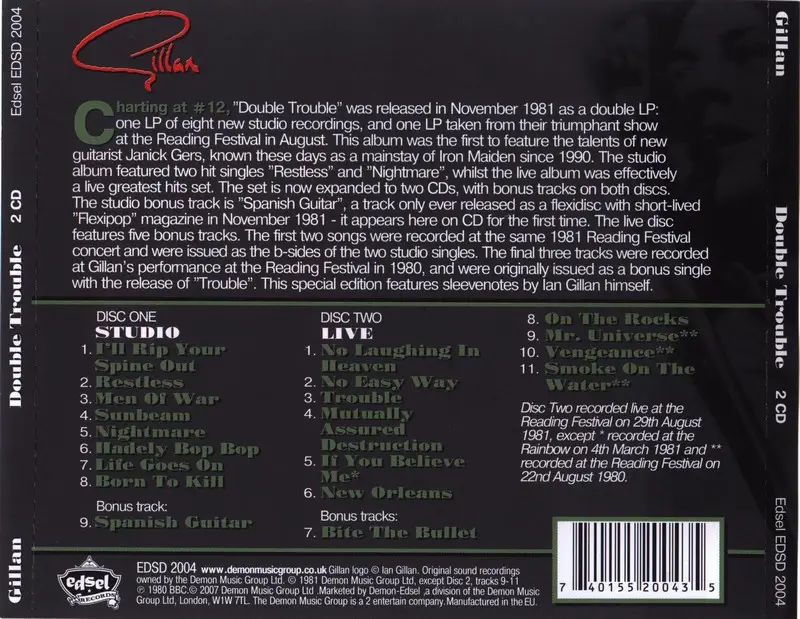 Gillan
Charting at #12, "Double Trouble" was released in November 1981 as a double LP:
one LP of eight new studio recordings, and one LP taken from their triumphant show
at the Reading Festival in August. This album was the first to feature the talents of new
guitarist Janick Gers, known these days as a mainstay of Iron Maiden since 1990. The studio
album featured two hit singles "Restless" and "Nightmare", whilst the live album was effectively
a live greatest hits set. The set is now expanded to two CDs, with bonus tracks on both discs.
The studio bonus track is "Spanish Guitar", a track only ever released as a flexidisc with short-lived
"Flexipop" magazine in November 1981 - it appears here on CD for the first time. The live disc
features five bonus tracks. The first two songs were recorded at the same 1981 Reading Festival
concert and were issued as the b-sides of the two studio singles. The final three tracks were recorded
at Gillan's performance at the Reading Festival in 1980, and were originally issued as a bonus single
with the release of "Trouble". This special edition features sleevenotes by Ian Gillan himself.
DISC ONE
STUDIO
1. I'll Rip Your
Spine Out
2. Restless
3. Men Of War
4. Sunbeam
5. Nightmare
6. Hadely Bop Bop
7. Life Goes On
8. Born To Kill
Bonus track:
9. Spanish Guitar
DISC TWO
LIVE
1. No Laughing In
Heaven
2. No Easy Way
3. Trouble
4. Mutually
Assured
Destruction
5. If You Believe
Me*
6. New Orleans
Bonus tracks:
7. Bite The Bullet
8. On The Rocks
9. Mr. Universe**
10. Vengeance**
11. Smoke On The
Water**
Disc Two recorded live at the
Reading Festival on 29th August
1981, except * recorded at the
Rainbow on 4th March 1981 and **
recorded at the Reading Festival on
22nd August 1980.
edsel
RECORDS
EDSD 2004 www.demonmusicgroup.co.uk Gillan logo © Ian Gillan. Original sound recordings
owned by the Demon Music Group Ltd. © 1981 Demon Music Group Ltd, except Disc 2, tracks 9-11
℗ 1980 BBC.© 2007 Demon Music Group Ltd .Marketed by Demon-Edsel ,a division of the Demon Music
Group Ltd, London, W1W 7TL. The Demon Music Group is a 2 entertain company. Manufactured in the EU.
7 40155 20043 5
Gillan Double Trouble 2 CD Edsel EDSD 2004
Gillan Double Trouble 2 CD Edsel EDSD 2004